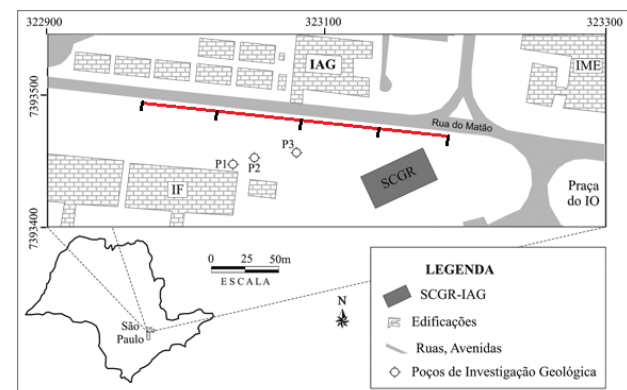 322900
323100
323300
7393500
7393400
IAG
IME
Rua do Matão
P1
P2
P3
IF
SCGR
Praça
do IO
0 25 50m
ESCALA
N
São
Paulo
LEGENDA
SCGR-IAG
Edificações
Ruas, Avenidas
Poços de Investigação Geológica